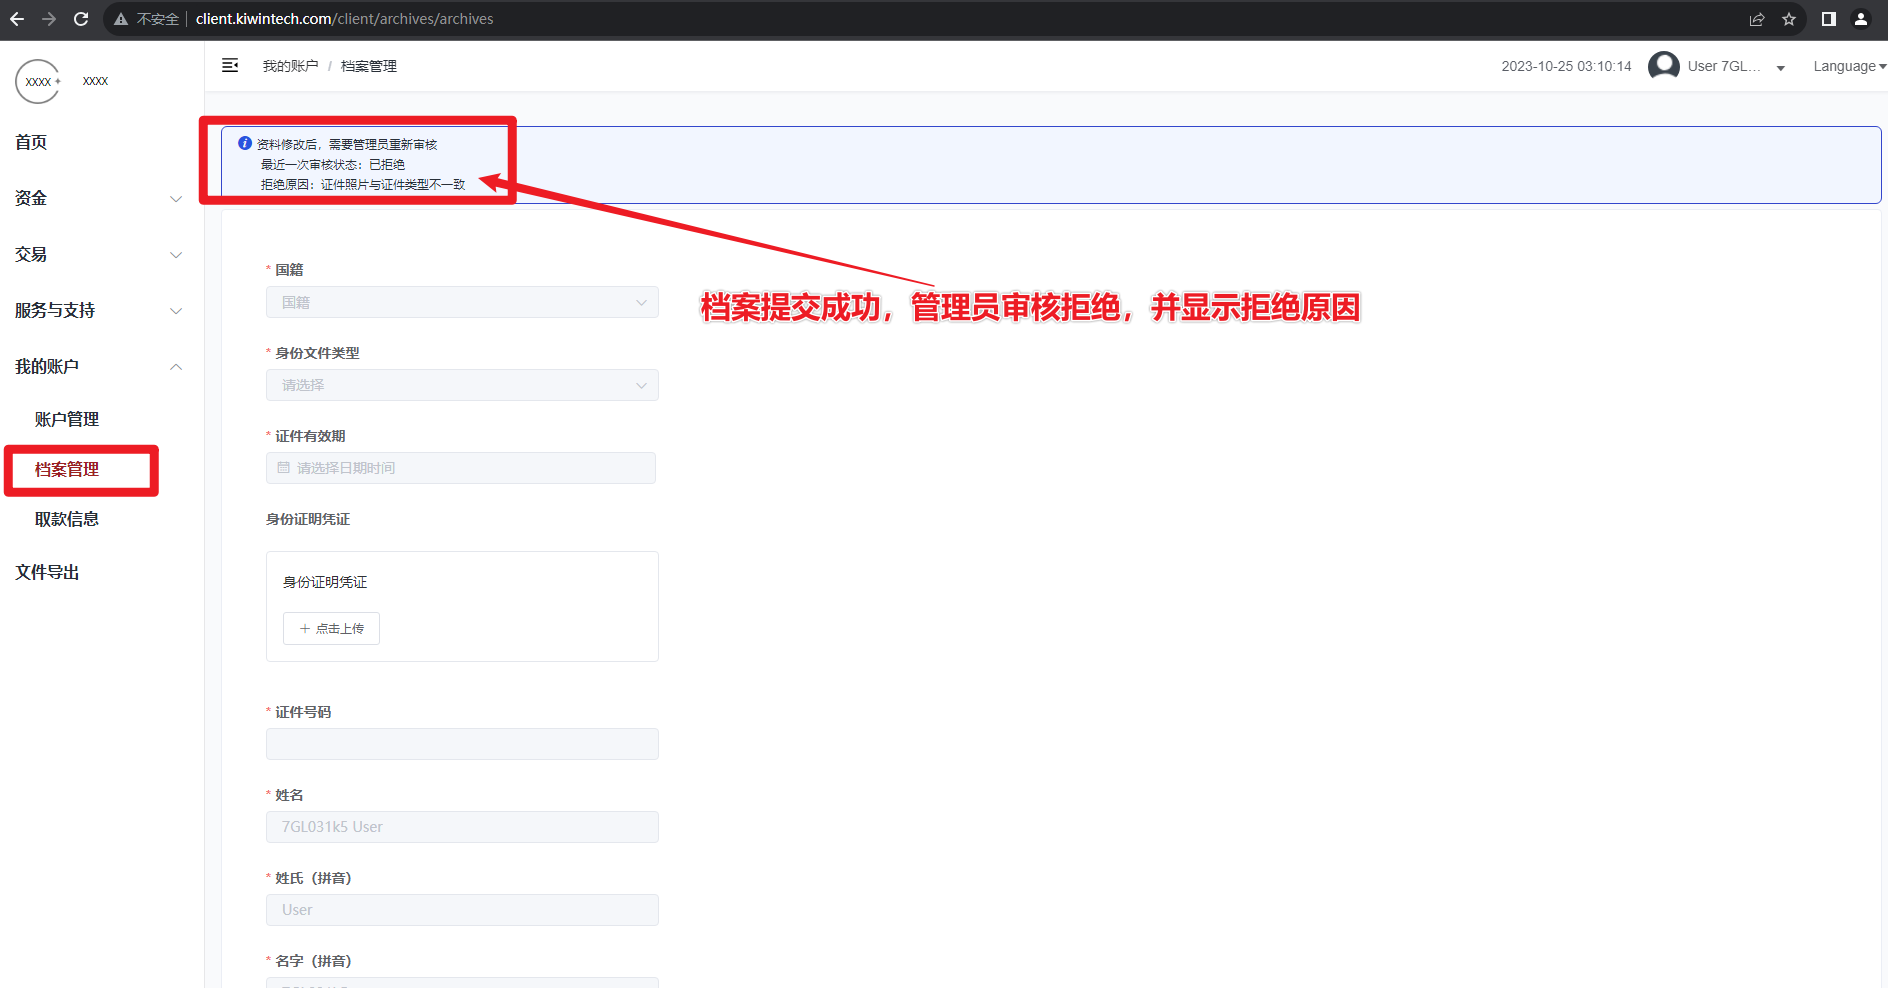 不安全 client.kiwintech.com/client/archives/archives
XXXX XXXX
首页
资金
交易
服务与支持
我的账户
账户管理
档案管理
取款信息
文件导出
我的账户 / 档案管理
2023-10-25 03:10:14 User 7GL... Language
资料修改后，需要管理员重新审核
最近一次审核状态：已拒绝
拒绝原因：证件照片与证件类型不一致
档案提交成功，管理员审核拒绝，并显示拒绝原因
* 国籍
国籍
* 身份文件类型
请选择
* 证件有效期
请选择日期时间
身份证明凭证
身份证明凭证
+ 点击上传
* 证件号码
* 姓名
7GL031k5 User
* 姓氏（拼音）
User
* 名字（拼音）